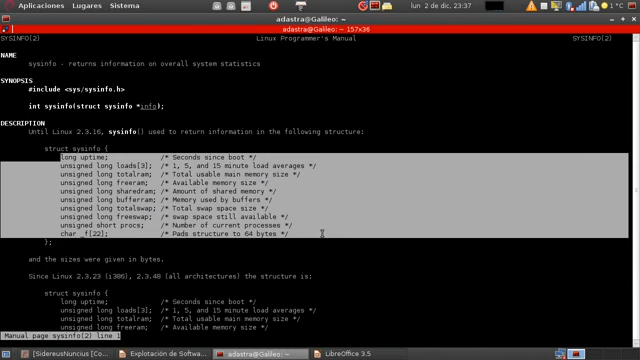 Aplicaciones Lugares Sistema
lun 2 de dic, 23:37
1 °C
adastra@Galileo: ~
adastra@Galileo: ~ 157x36
SYSINFO(2) Linux Programmer's Manual SYSINFO(2)
NAME
sysinfo - returns information on overall system statistics
SYNOPSIS
#include <sys/sysinfo.h>
int sysinfo(struct sysinfo *info);
DESCRIPTION
Until Linux 2.3.16, sysinfo() used to return information in the following structure:
struct sysinfo {
long uptime; /* Seconds since boot */
unsigned long loads[3]; /* 1, 5, and 15 minute load averages */
unsigned long totalram; /* Total usable main memory size */
unsigned long freeram; /* Available memory size */
unsigned long sharedram; /* Amount of shared memory */
unsigned long bufferram; /* Memory used by buffers */
unsigned long totalswap; /* Total swap space size */
unsigned long freeswap; /* swap space still available */
unsigned short procs; /* Number of current processes */
char _f[22]; /* Pads structure to 64 bytes */
};
and the sizes were given in bytes.
Since Linux 2.3.23 (i386), 2.3.48 (all architectures) the structure is:
struct sysinfo {
long uptime; /* Seconds since boot */
unsigned long loads[3]; /* 1, 5, and 15 minute load averages */
unsigned long totalram; /* Total usable main memory size */
unsigned long freeram; /* Available memory size */
Manual page sysinfo(2) line 1
[SidereusNuncius [Co... Explotación de Softwa... adastra@Galileo: ~ LibreOffice 3.5